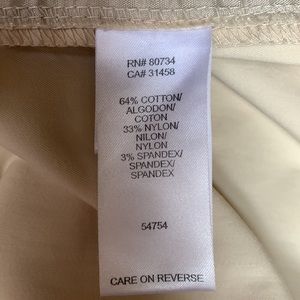 RN# 80734
CA# 31458
64% COTTON/
ALGODON/
COTON
33% NYLON/
NILON/
NYLON
3% SPANDEX/
SPANDEX/
SPANDEX
54754
CARE ON REVERSE